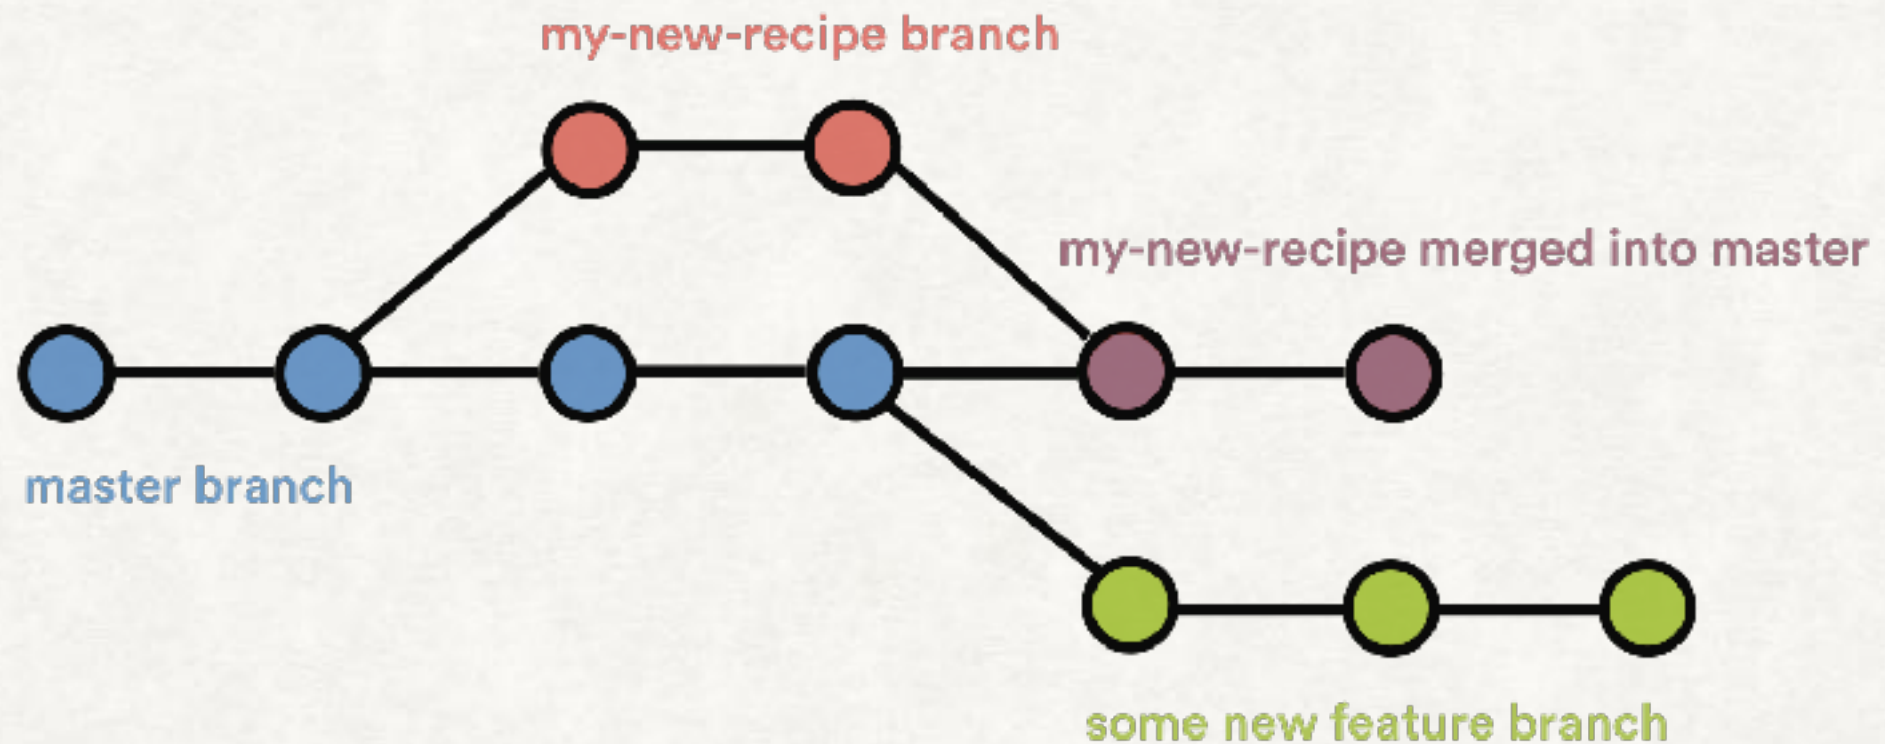 my-new-recipe branch
my-new-recipe merged into master
master branch
some new feature branch